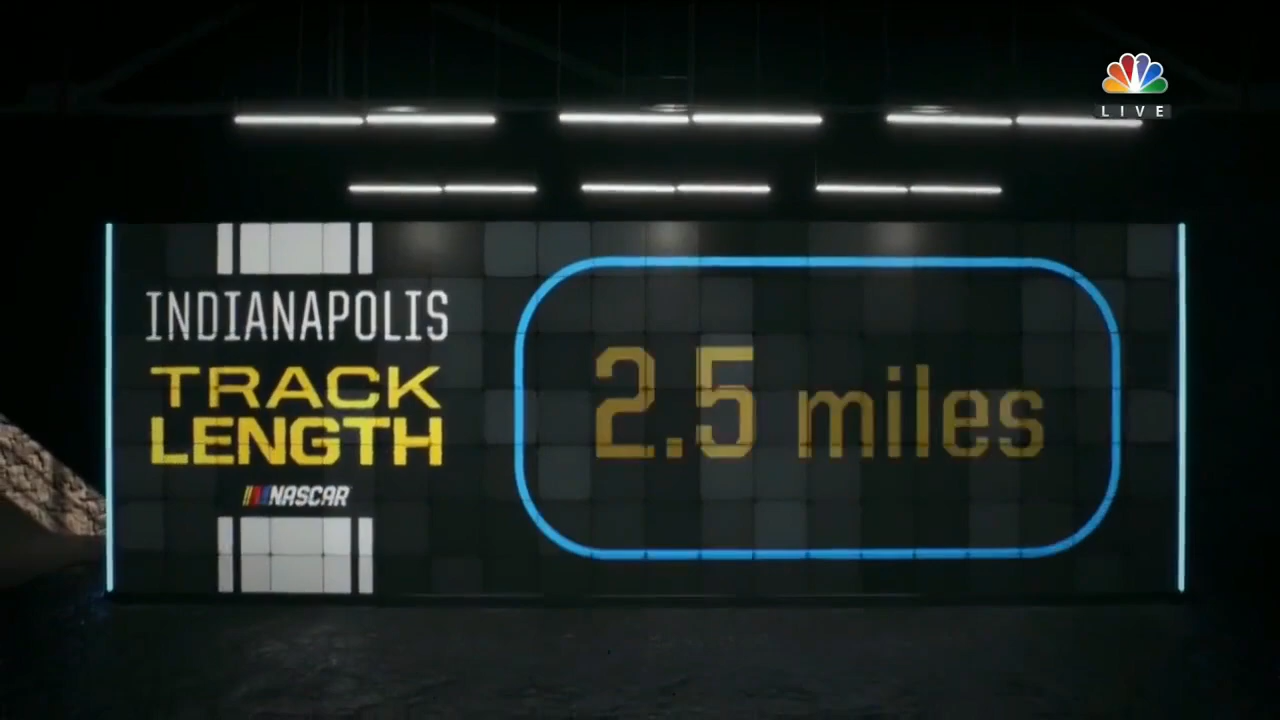 LIVE
INDIANAPOLIS
TRACK
LENGTH
NASCAR
2.5 miles